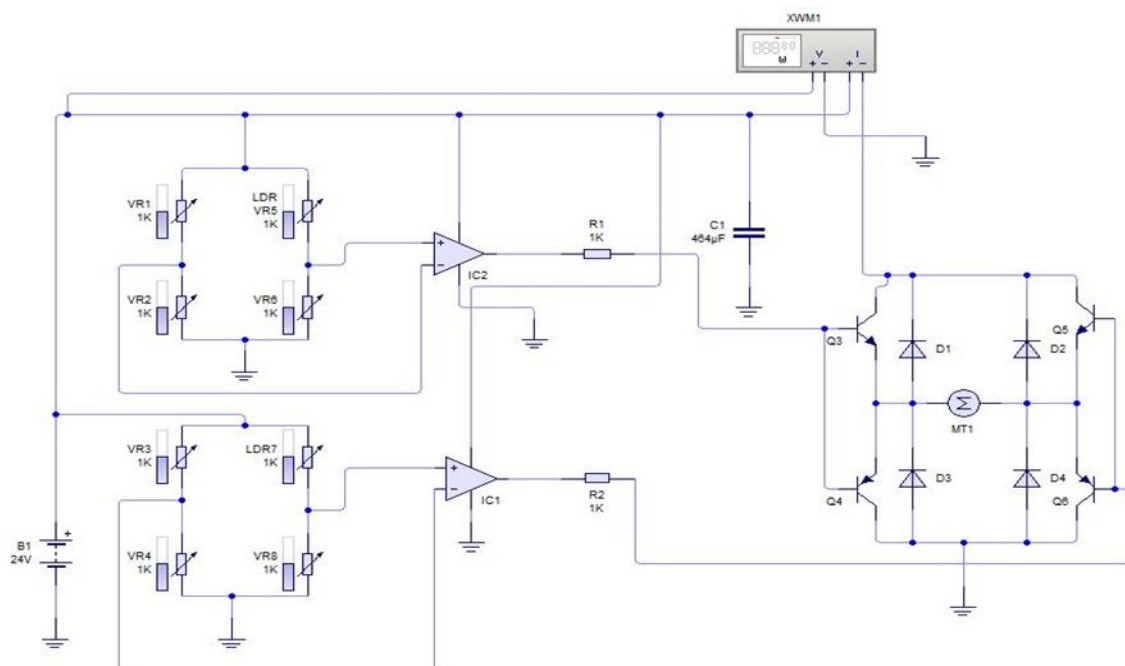 XWM1
V
I
+ − + −
W
VR1
1K
LDR
VR5
1K
VR2
1K
VR6
1K
+
−
IC2
R1
1K
C1
464µF
Q3
D1
D2
Q5
MT1
M
Q4
D3
D4
Q6
VR3
1K
LDR7
1K
VR4
1K
VR8
1K
+
−
IC1
R2
1K
B1
24V
+